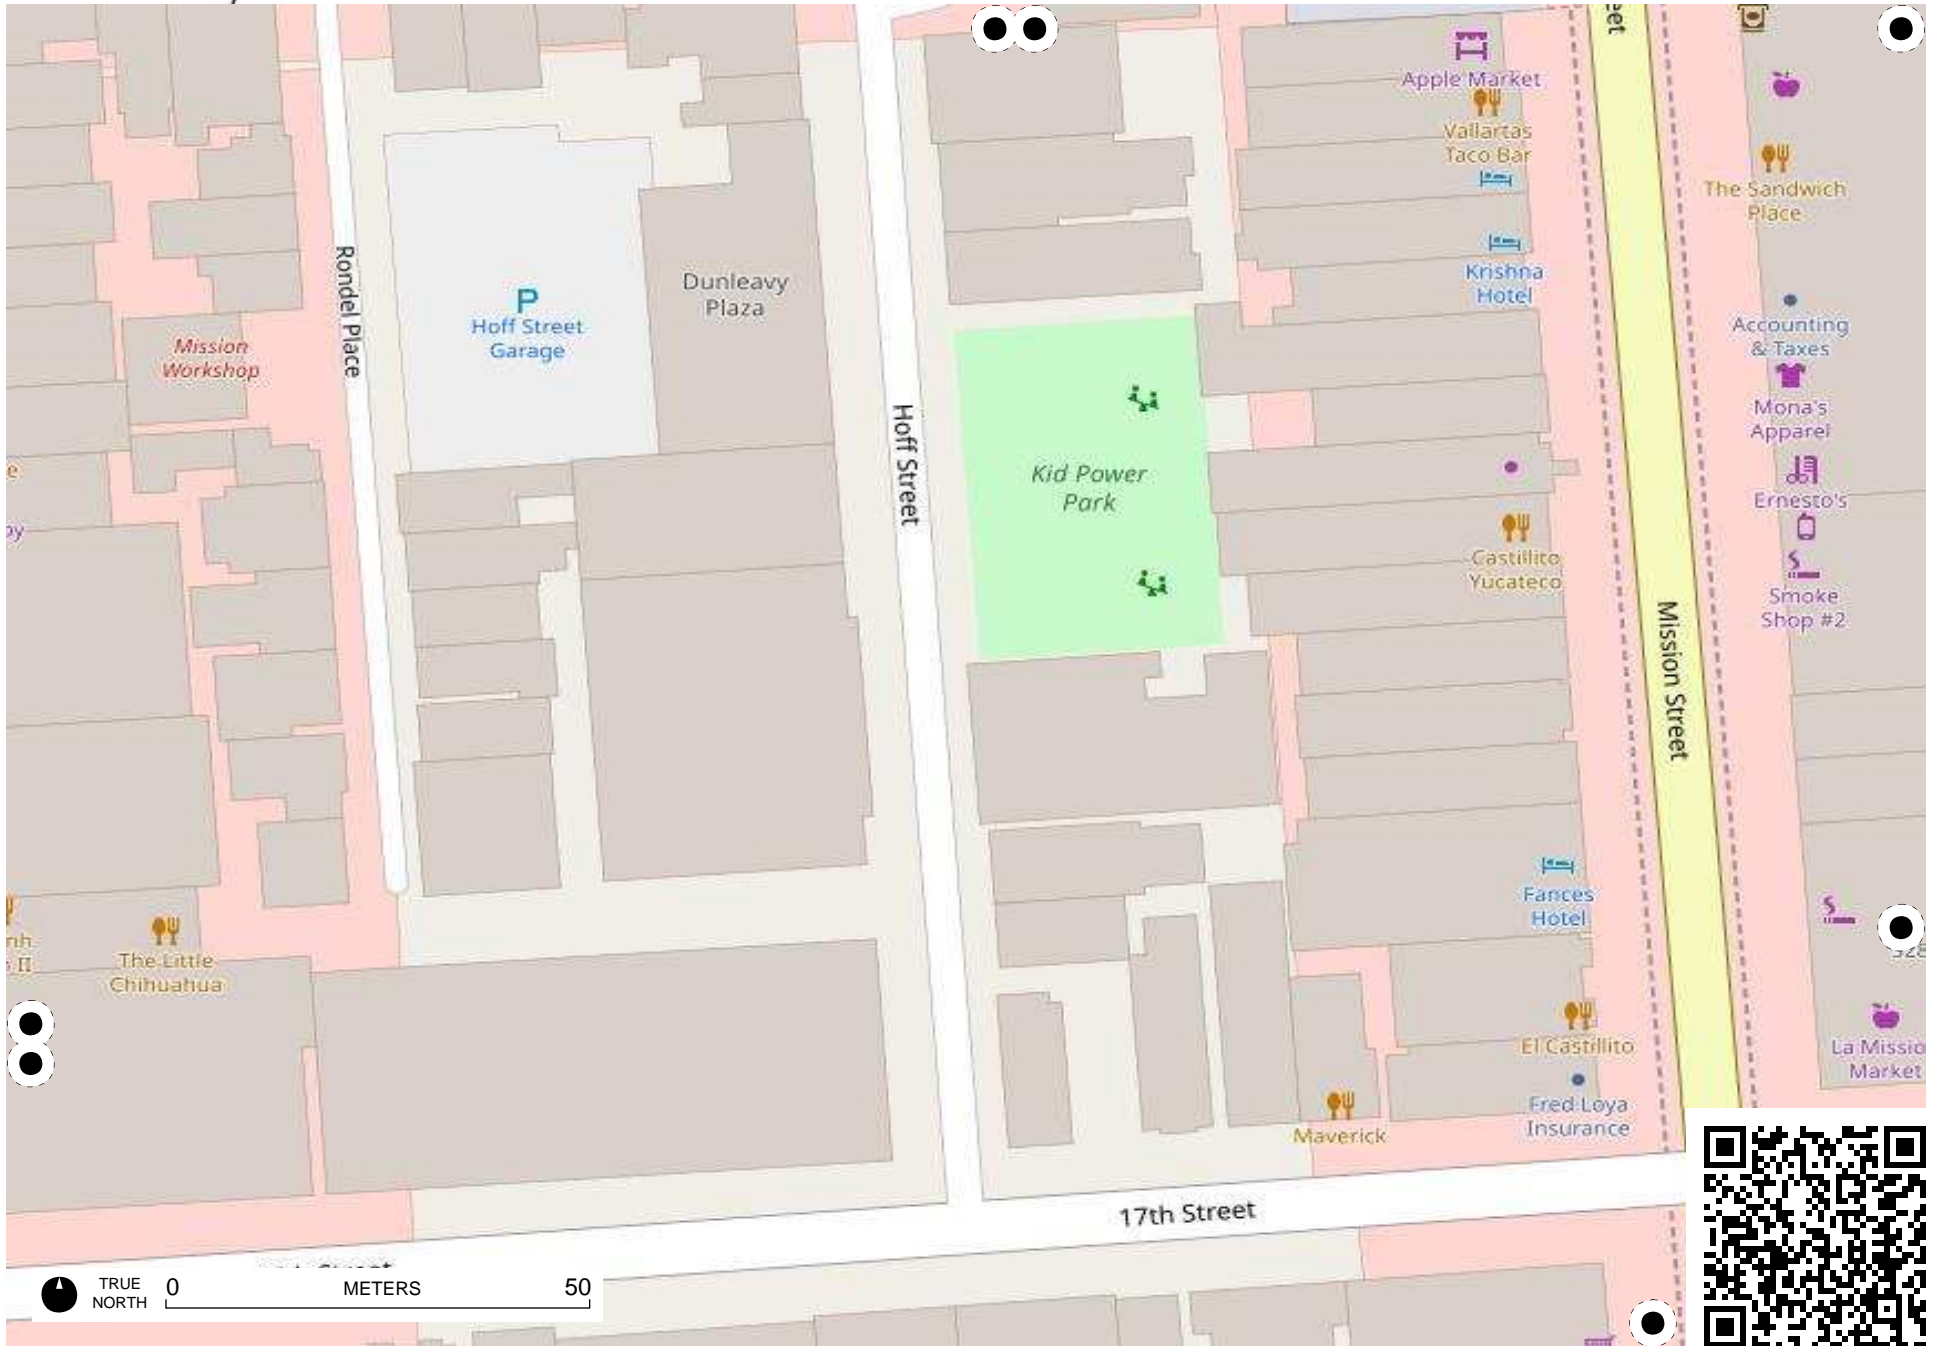 Apple Market
Vallartas
Taco Bar
The Sandwich
Place
Rondel Place
Krishna
Hotel
Dunleavy
Plaza
P
Hoff Street
Garage
Accounting
& Taxes
Mission
Workshop
Mona's
Apparel
Hoff Street
Kid Power
Park
Ernesto's
Castillito
Yucateco
Smoke
Shop #2
Mission Street
Fances
Hotel
The Little
Chihuahua
II
El Castillito
La Missio
Market
Fred Loya
Insurance
Maverick
17th Street
TRUE
NORTH
0 METERS 50